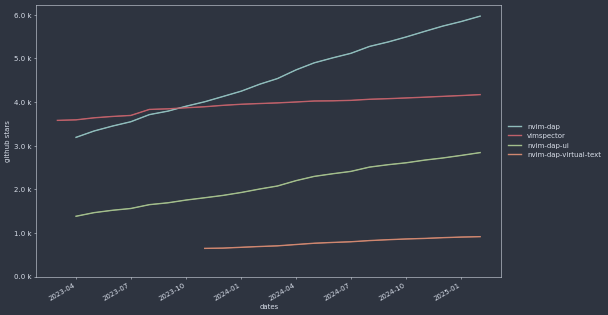 6.0 k
5.0 k
4.0 k
3.0 k
2.0 k
1.0 k
0.0 k
github stars
2023-04
2023-07
2023-10
2024-01
2024-04
2024-07
2024-10
2025-01
dates
nvim-dap
vimspector
nvim-dap-ui
nvim-dap-virtual-text